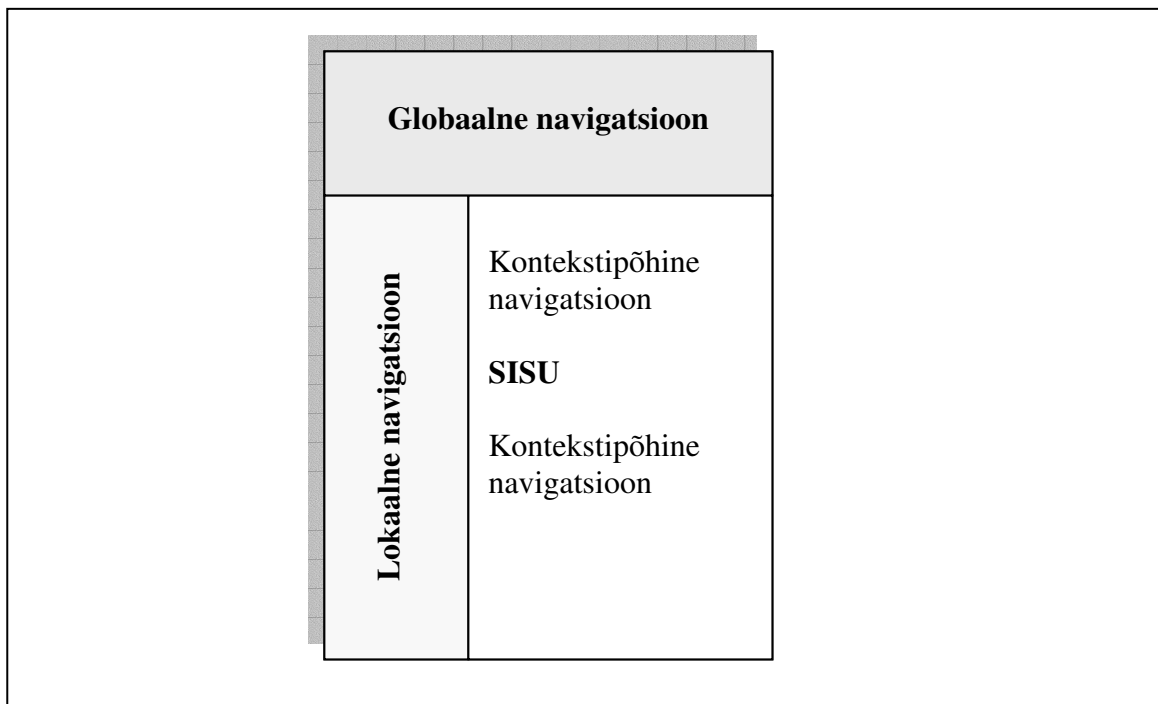 Globaalne navigatsioon
Lokaalne navigatsioon
Kontekstipõhine
navigatsioon
SISU
Kontekstipõhine
navigatsioon